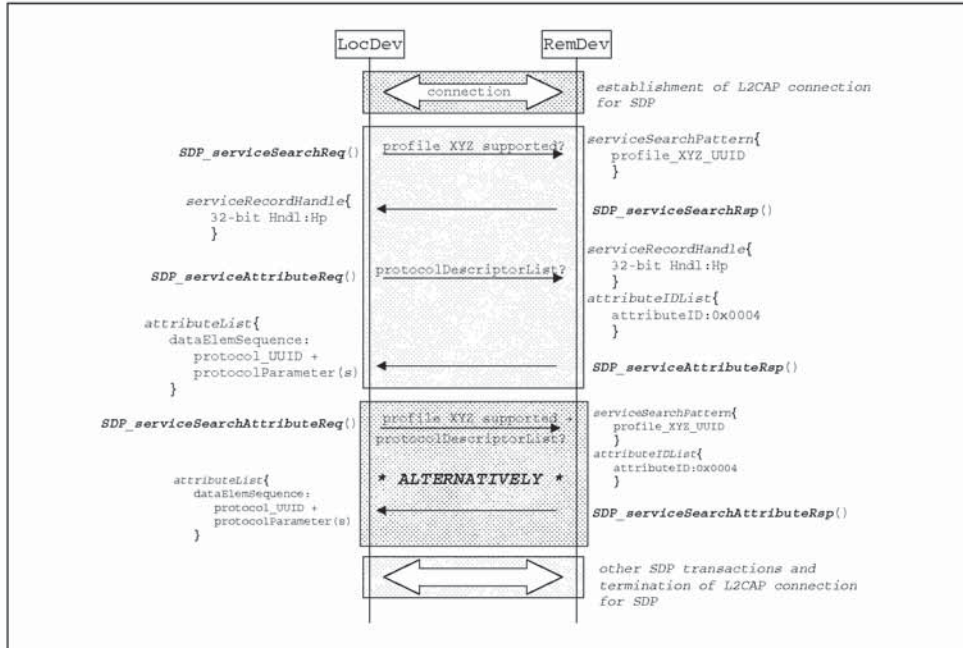 LocDev
RemDev
connection
establishment of L2CAP connection
for SDP
SDP_serviceSearchReq()
profile XYZ supported?
serviceSearchPattern{
profile_XYZ_UUID
}
serviceRecordHandle{
32-bit Hndl:Hp
}
SDP_serviceSearchRsp()
SDP_serviceAttributeReq()
protocolDescriptorList?
serviceRecordHandle{
32-bit Hndl:Hp
}
attributeIDList{
attributeID:0x0004
}
attributeList{
dataElemSequence:
protocol_UUID +
protocolParameter(s)
}
SDP_serviceAttributeRsp()
SDP_serviceSearchAttributeReq()
profile XYZ supported +
protocolDescriptorList?
serviceSearchPattern{
profile_XYZ_UUID
}
attributeIDList{
attributeID:0x0004
}
* ALTERNATIVELY *
attributeList{
dataElemSequence:
protocol_UUID +
protocolParameter(s)
}
SDP_serviceSearchAttributeRsp()
other SDP transactions and
termination of L2CAP connection
for SDP